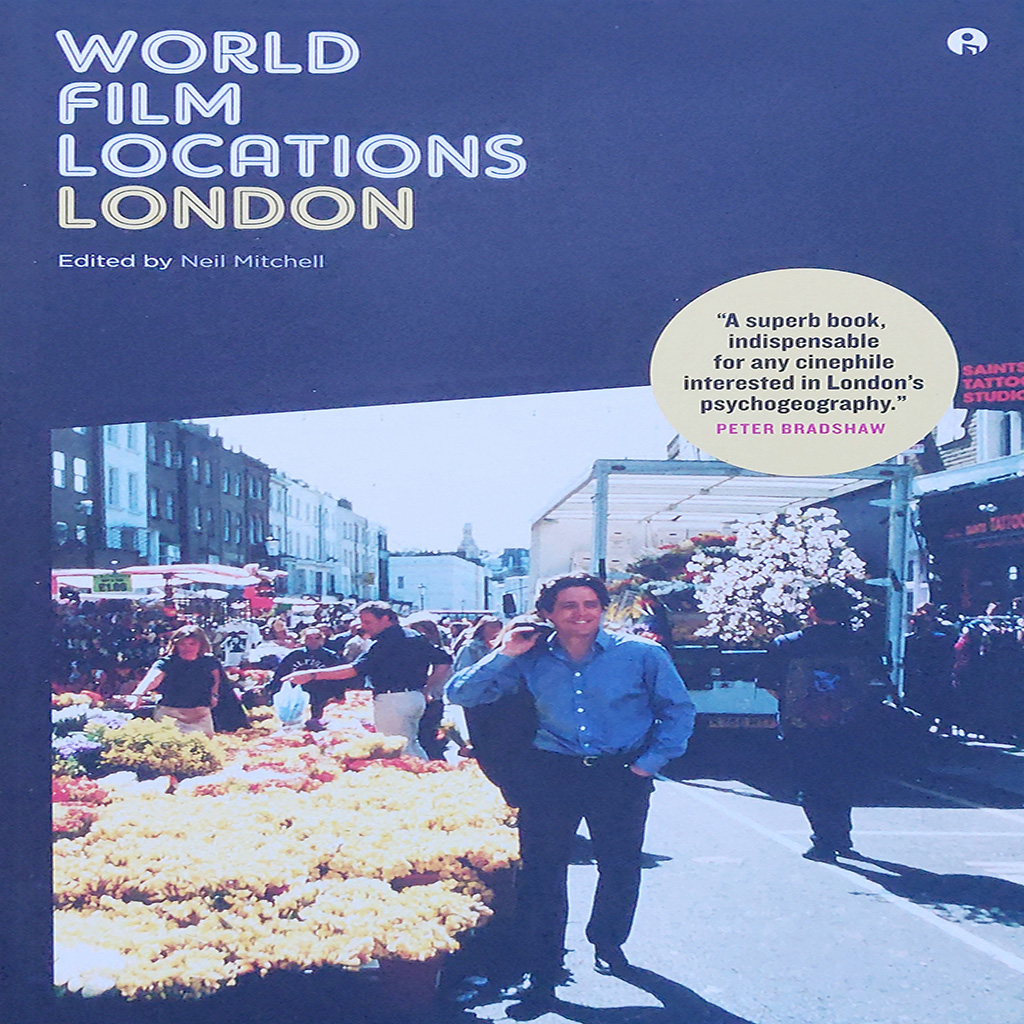 WORLD
FILM
LOCATIONS
LONDON
Edited by Neil Mitchell
“A superb book,
indispensable
for any cinephile
interested in London’s
psychogeography.”
PETER BRADSHAW
SAINTS
TATTOO
STUDIO